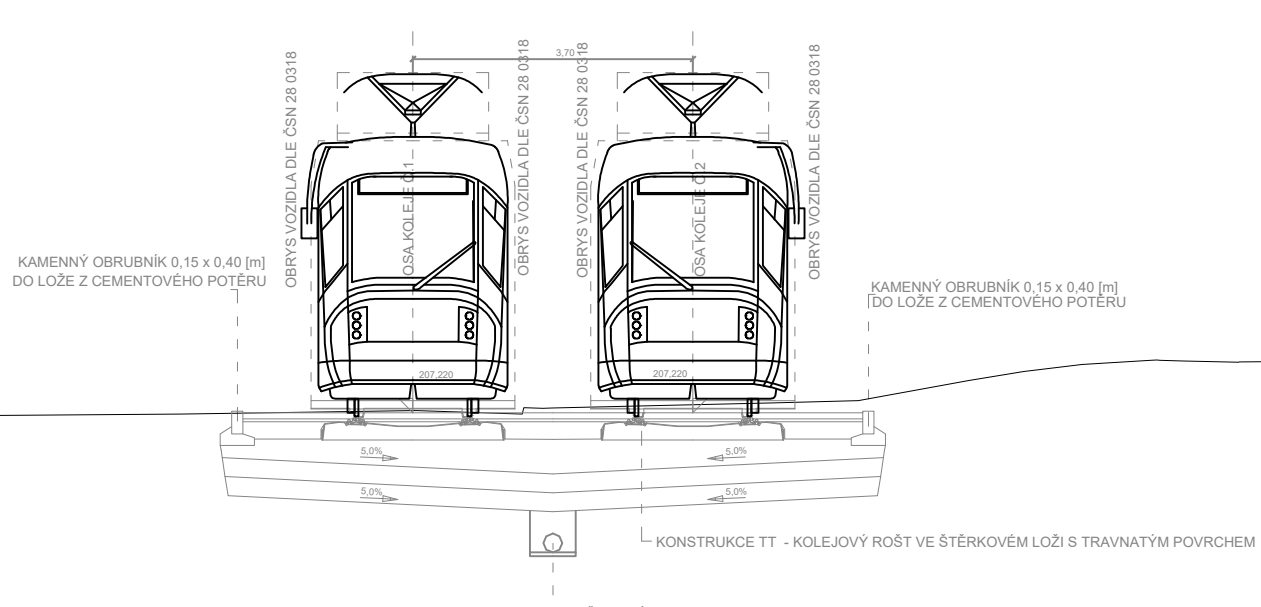 3,70
OBRYS VOZIDLA DLE ČSN 28 0318
OBRYS VOZIDLA DLE ČSN 28 0318
OBRYS VOZIDLA DLE ČSN 28 0318
OBRYS VOZIDLA DLE ČSN 28 0318
OSA KOLEJE Č.1
OSA KOLEJE Č.2
KAMENNÝ OBRUBNÍK 0,15 x 0,40 [m]
DO LOŽE Z CEMENTOVÉHO POTĚRU
KAMENNÝ OBRUBNÍK 0,15 x 0,40 [m]
DO LOŽE Z CEMENTOVÉHO POTĚRU
207,220
207,220
5,0%
5,0%
5,0%
5,0%
KONSTRUKCE TT - KOLEJOVÝ ROŠT VE ŠTĚRKOVÉM LOŽI S TRAVNATÝM POVRCHEM